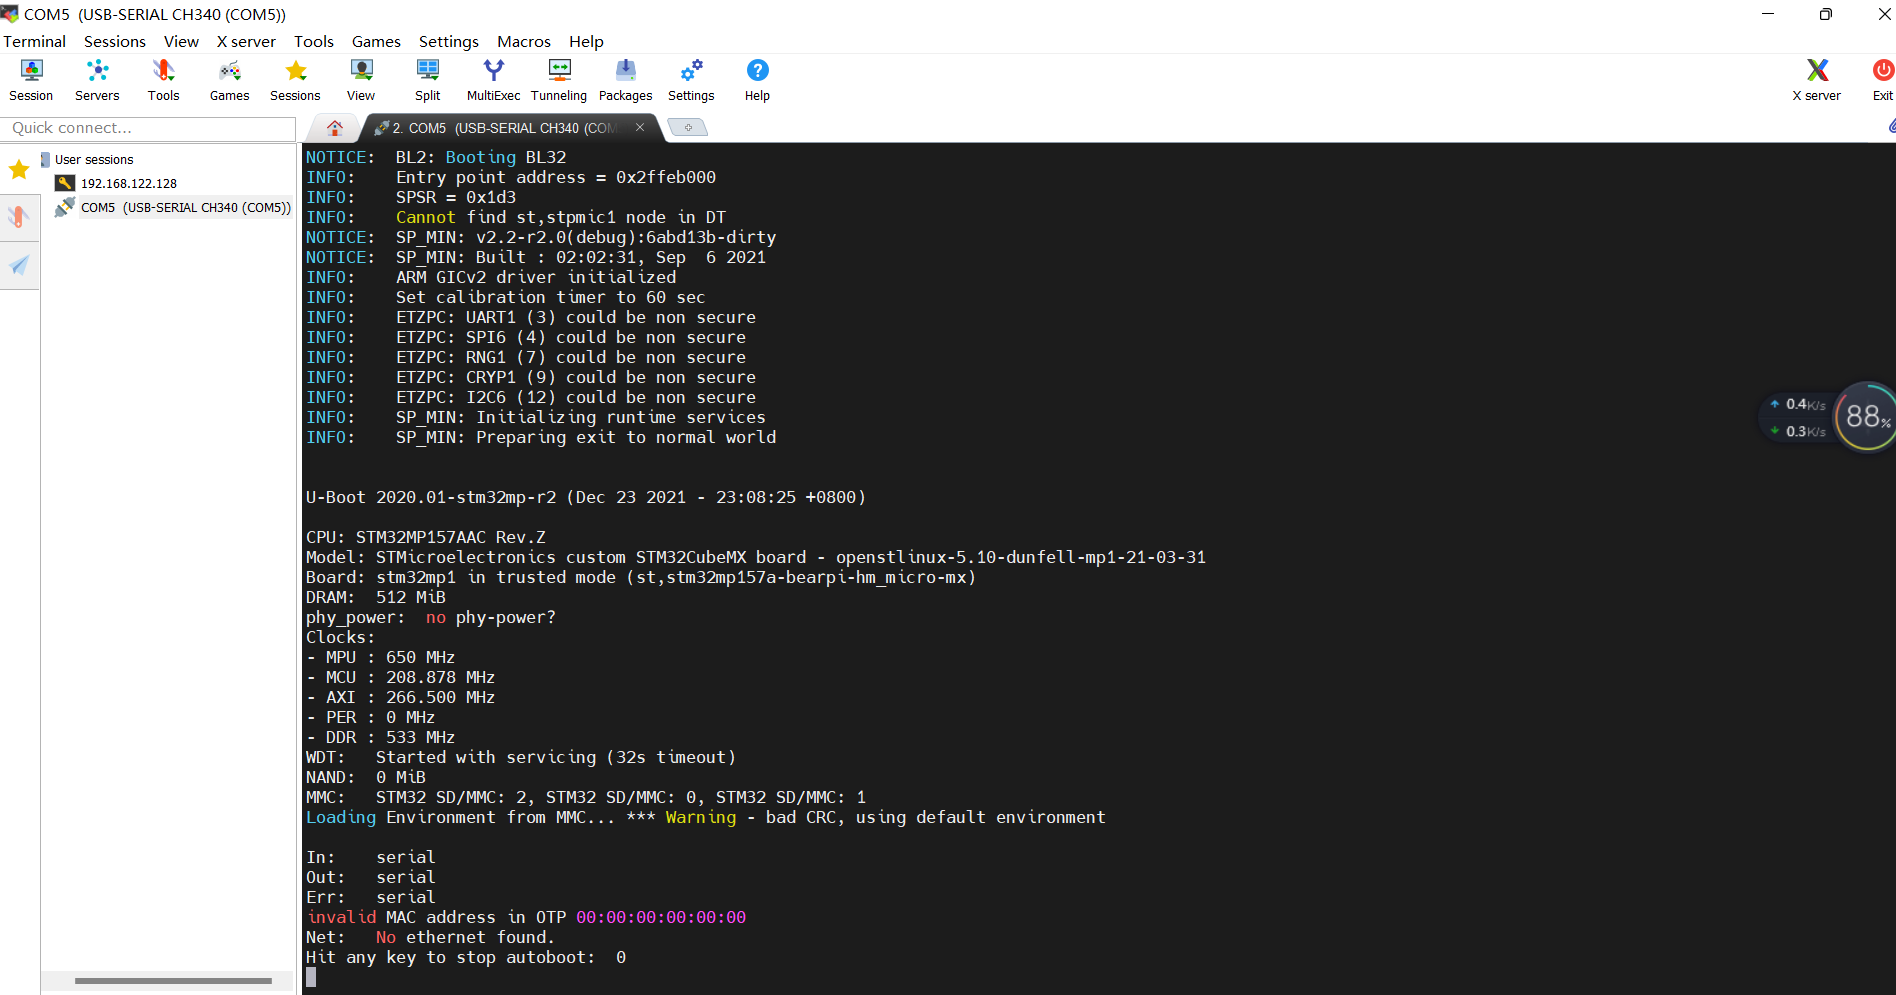 COM5  (USB-SERIAL CH340 (COM5))
Terminal Sessions View X server Tools Games Settings Macros Help
Session Servers Tools Games Sessions View Split MultiExec Tunneling Packages Settings Help X server Exit
Quick connect...
2. COM5  (USB-SERIAL CH340 (COM
User sessions
192.168.122.128
COM5  (USB-SERIAL CH340 (COM5))
NOTICE:  BL2: Booting BL32
INFO:    Entry point address = 0x2ffeb000
INFO:    SPSR = 0x1d3
INFO:    Cannot find st,stpmic1 node in DT
NOTICE:  SP_MIN: v2.2-r2.0(debug):6abd13b-dirty
NOTICE:  SP_MIN: Built : 02:02:31, Sep  6 2021
INFO:    ARM GICv2 driver initialized
INFO:    Set calibration timer to 60 sec
INFO:    ETZPC: UART1 (3) could be non secure
INFO:    ETZPC: SPI6 (4) could be non secure
INFO:    ETZPC: RNG1 (7) could be non secure
INFO:    ETZPC: CRYP1 (9) could be non secure
INFO:    ETZPC: I2C6 (12) could be non secure
INFO:    SP_MIN: Initializing runtime services
INFO:    SP_MIN: Preparing exit to normal world
U-Boot 2020.01-stm32mp-r2 (Dec 23 2021 - 23:08:25 +0800)
CPU: STM32MP157AAC Rev.Z
Model: STMicroelectronics custom STM32CubeMX board - openstlinux-5.10-dunfell-mp1-21-03-31
Board: stm32mp1 in trusted mode (st,stm32mp157a-bearpi-hm_micro-mx)
DRAM:  512 MiB
phy_power:  no phy-power?
Clocks:
- MPU : 650 MHz
- MCU : 208.878 MHz
- AXI : 266.500 MHz
- PER : 0 MHz
- DDR : 533 MHz
WDT:   Started with servicing (32s timeout)
NAND:  0 MiB
MMC:   STM32 SD/MMC: 2, STM32 SD/MMC: 0, STM32 SD/MMC: 1
Loading Environment from MMC... *** Warning - bad CRC, using default environment
In:    serial
Out:   serial
Err:   serial
invalid MAC address in OTP 00:00:00:00:00:00
Net:   No ethernet found.
Hit any key to stop autoboot:  0
0.4K/s
0.3K/s
88%